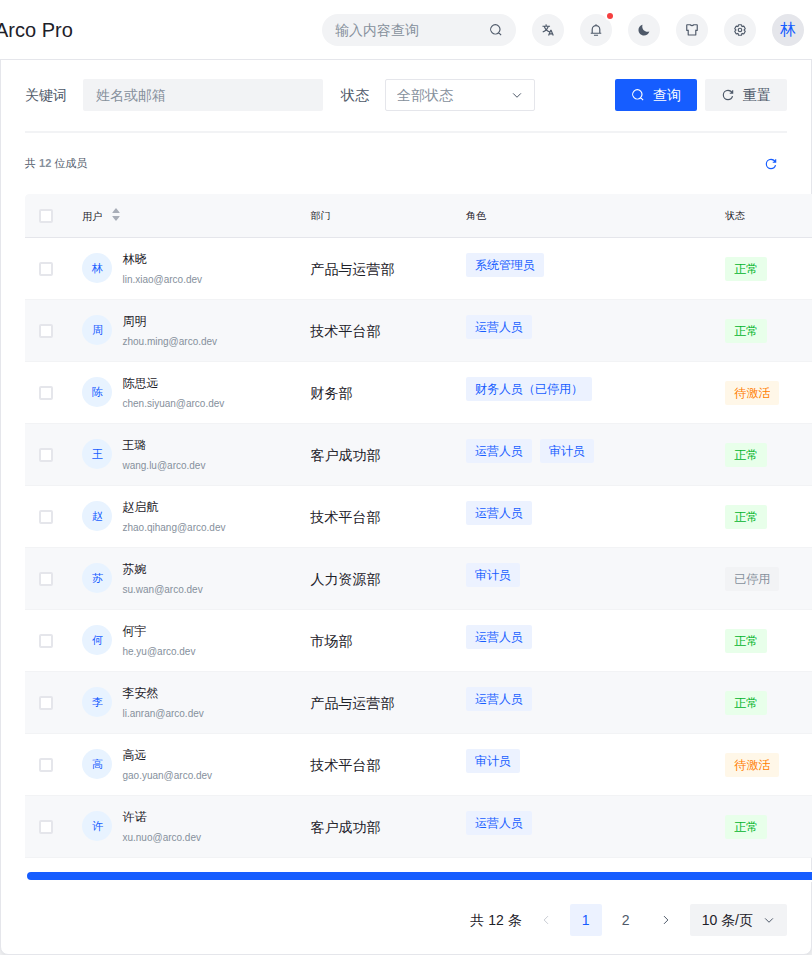 Arco Pro
输入内容查询
林
关键词
姓名或邮箱
状态
全部状态
查询
重置
共 12 位成员
用户
部门
角色
状态
林
林晓
lin.xiao@arco.dev
产品与运营部
系统管理员
正常
周
周明
zhou.ming@arco.dev
技术平台部
运营人员
正常
陈
陈思远
chen.siyuan@arco.dev
财务部
财务人员（已停用）
待激活
王
王璐
wang.lu@arco.dev
客户成功部
运营人员
审计员
正常
赵
赵启航
zhao.qihang@arco.dev
技术平台部
运营人员
正常
苏
苏婉
su.wan@arco.dev
人力资源部
审计员
已停用
何
何宇
he.yu@arco.dev
市场部
运营人员
正常
李
李安然
li.anran@arco.dev
产品与运营部
运营人员
正常
高
高远
gao.yuan@arco.dev
技术平台部
审计员
待激活
许
许诺
xu.nuo@arco.dev
客户成功部
运营人员
正常
共 12 条
1
2
10 条/页